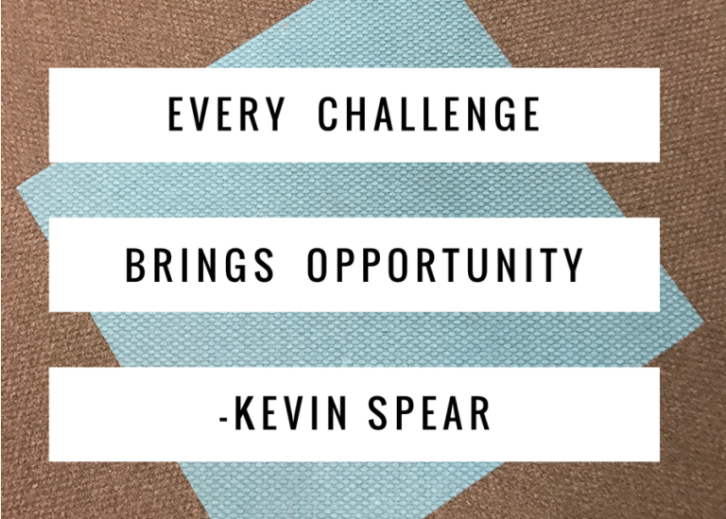 EVERY CHALLENGE
BRINGS OPPORTUNITY
-KEVIN SPEAR